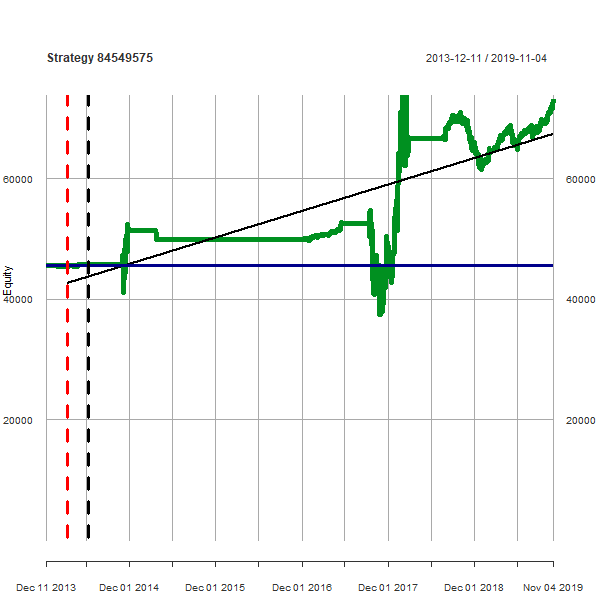 Strategy 84549575
2013-12-11 / 2019-11-04
60000
60000
Equity
40000
40000
20000
20000
Dec 11 2013
Dec 01 2014
Dec 01 2015
Dec 01 2016
Dec 01 2017
Dec 01 2018
Nov 04 2019